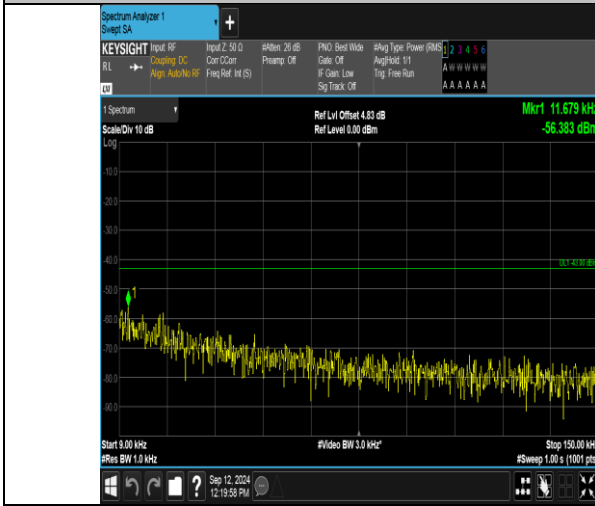 Spectrum Analyzer 1
Swept SA
+
KEYSIGHT Input: RF Input Z: 50 Ω #Atten: 26 dB PNO: Best Wide #Avg Type: Power (RMS 1 2 3 4 5 6
RL Coupling: DC Corr CCorr Preamp: Off Gate: Off Avg|Hold: 1/1 A W W W W W
Align: Auto/No RF Freq Ref: Int (S) IF Gain: Low Trig: Free Run
LXI Sig Track: Off A A A A A A
1 Spectrum Ref Lvl Offset 4.83 dB Mkr1 11.679 kHz
Scale/Div 10 dB Ref Level 0.00 dBm -56.383 dBm
Log
-10.0
-20.0
-30.0
-40.0
DL1 -43.00 dBm
-50.0
1
-60.0
-70.0
-80.0
-90.0
Start 9.00 kHz #Video BW 3.0 kHz* Stop 150.00 kHz
#Res BW 1.0 kHz #Sweep 1.00 s (1001 pts
? Sep 12, 2024
12:19:58 PM